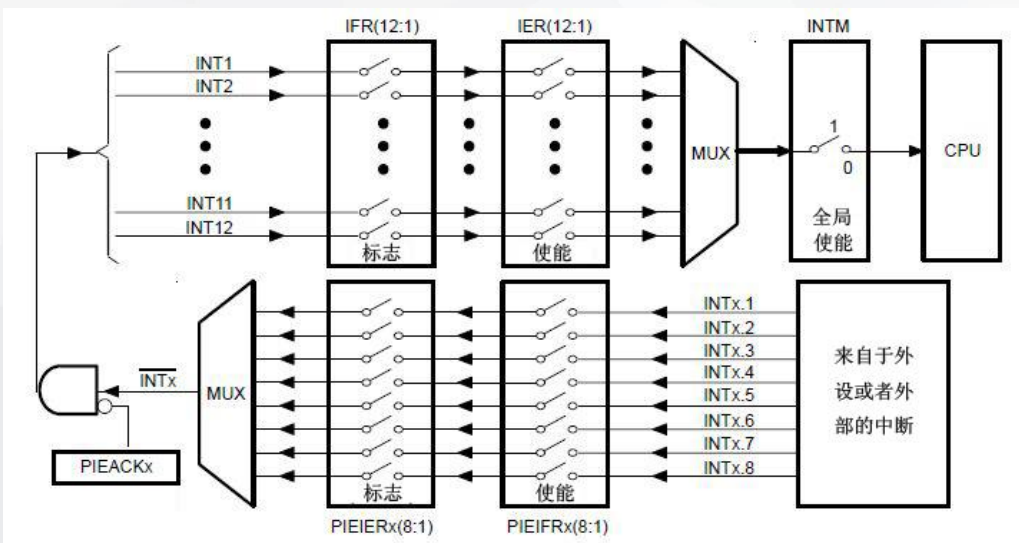 IFR(12:1) IER(12:1) INTM
INT1
INT2
INT11
INT12
标志
使能
MUX
1
0
全局
使能
CPU
INTx.1
INTx.2
INTx.3
INTx.4
INTx.5
INTx.6
INTx.7
INTx.8
来自于外
设或者外
部的中断
INTx
MUX
PIEACKx
标志
使能
PIEIERx(8:1) PIEIFRx(8:1)